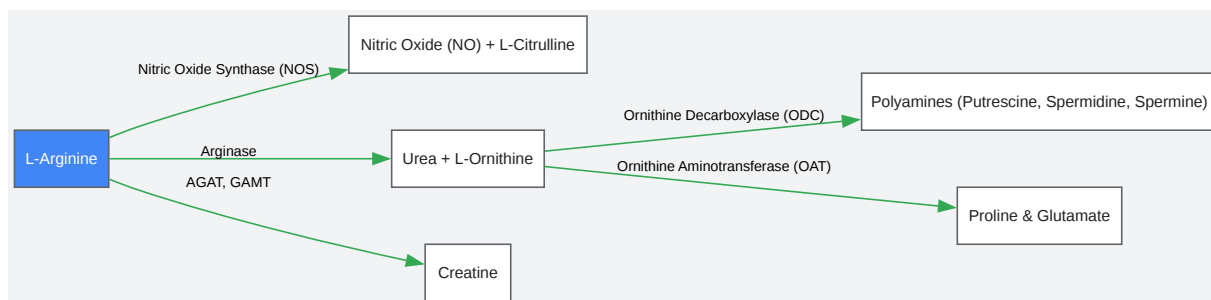 Nitric Oxide (NO) + L-Citrulline
Nitric Oxide Synthase (NOS)
Polyamines (Putrescine, Spermidine, Spermine)
Ornithine Decarboxylase (ODC)
L-Arginine
Arginase
Urea + L-Ornithine
Ornithine Aminotransferase (OAT)
AGAT, GAMT
Proline & Glutamate
Creatine